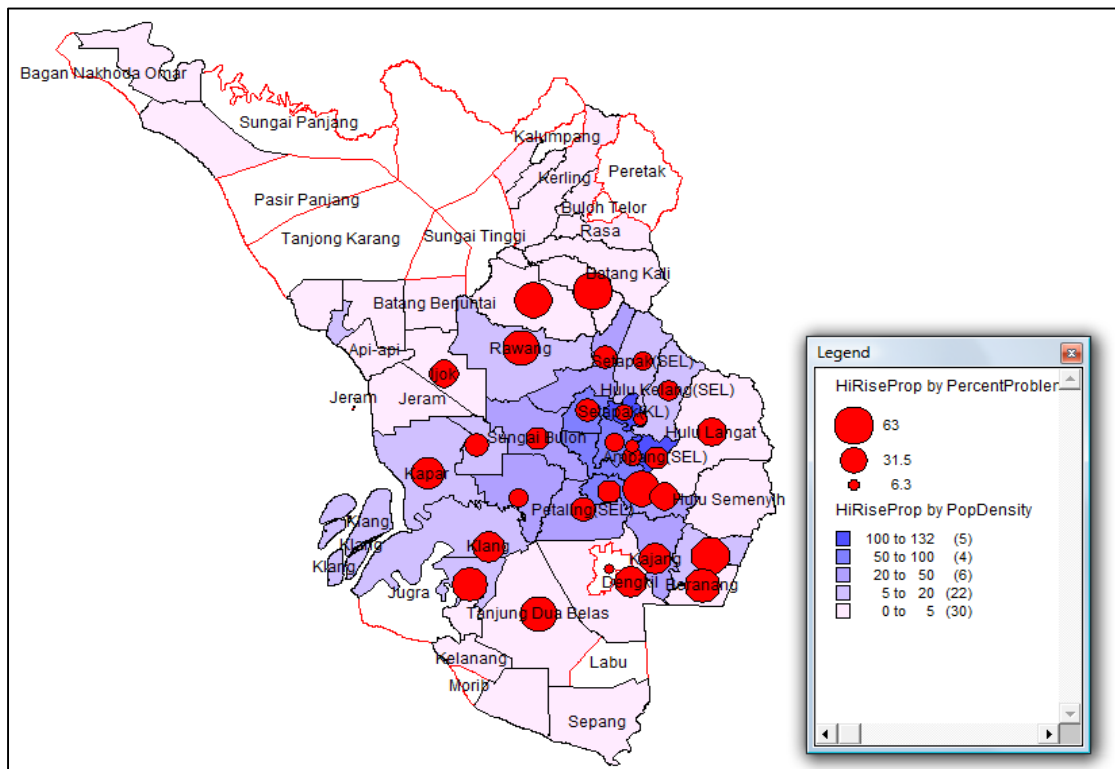 Bagan Nakhoda Omar
Sungai Panjang
Kalumpang
Kerling
Peretak
Pasir Panjang
Buloh Telor
Tanjong Karang
Sungai Tinggi
Rasa
Batang Kali
Batang Berjuntai
Api-api
Rawang
Setapak(SEL)
Ijok
Hulu Kelang(SEL)
Jeram
Jeram
Setapak(KL)
Sungai Buloh
Hulu Langat
Ampang(SEL)
Kapar
Hulu Semenyih
Petaling(SEL)
Klang
Klang
Klang
Klang
Kajang
Jugra
Dengkil
Beranang
Tanjung Dua Belas
Kelanang
Labu
Morib
Sepang
Legend
HiRiseProp by PercentProblem
63
31.5
6.3
HiRiseProp by PopDensity
100 to 132 (5)
50 to 100 (4)
20 to 50 (6)
5 to 20 (22)
0 to 5 (30)